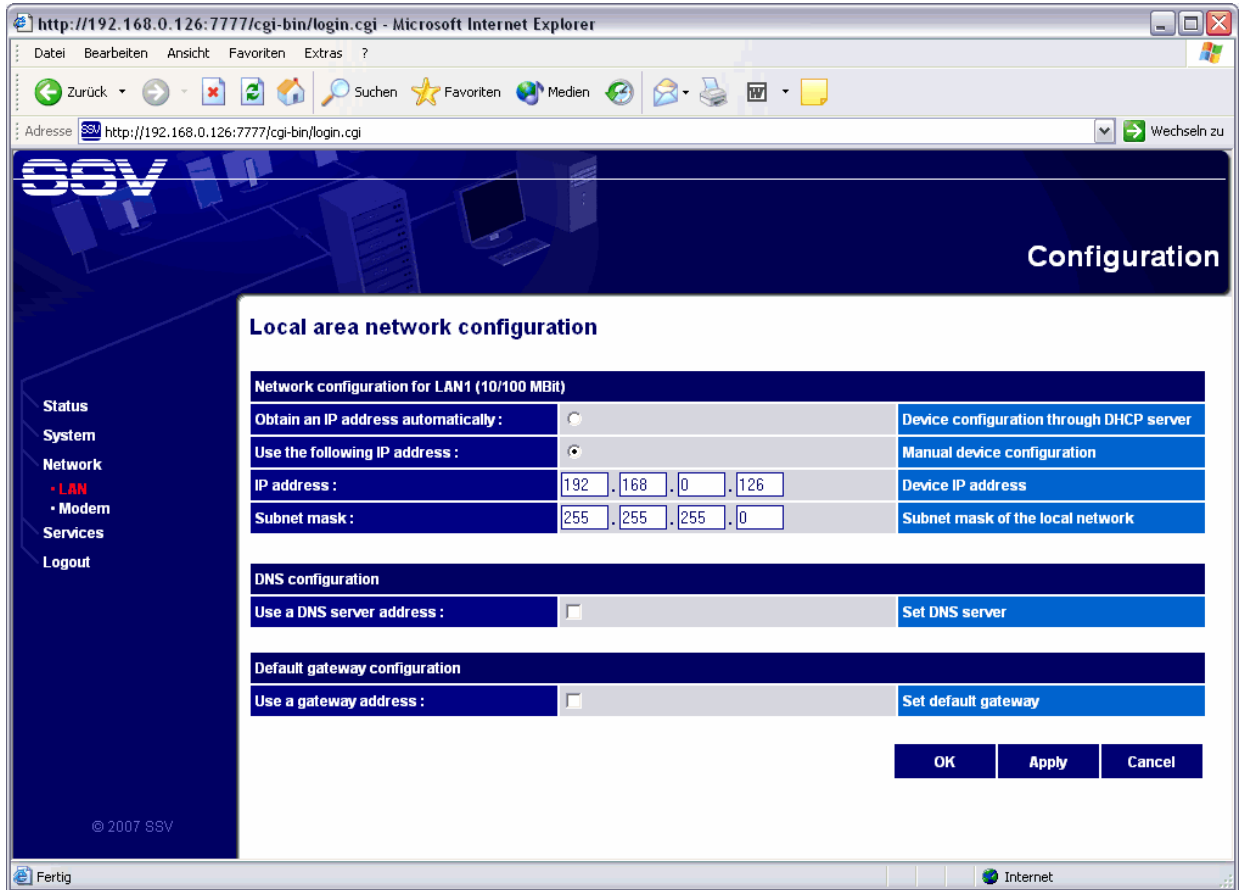 http://192.168.0.126:7777/cgi-bin/login.cgi - Microsoft Internet Explorer
Datei Bearbeiten Ansicht Favoriten Extras ?
Zurück Suchen Favoriten Medien
Adresse SSV http://192.168.0.126:7777/cgi-bin/login.cgi Wechseln zu
SSV
Configuration
Status
System
Network
• LAN
• Modem
Services
Logout
© 2007 SSV
Local area network configuration
Network configuration for LAN1 (10/100 MBit)
Obtain an IP address automatically : Device configuration through DHCP server
Use the following IP address : Manual device configuration
IP address : 192 . 168 . 0 . 126 Device IP address
Subnet mask : 255 . 255 . 255 . 0 Subnet mask of the local network
DNS configuration
Use a DNS server address : Set DNS server
Default gateway configuration
Use a gateway address : Set default gateway
OK Apply Cancel
Fertig Internet